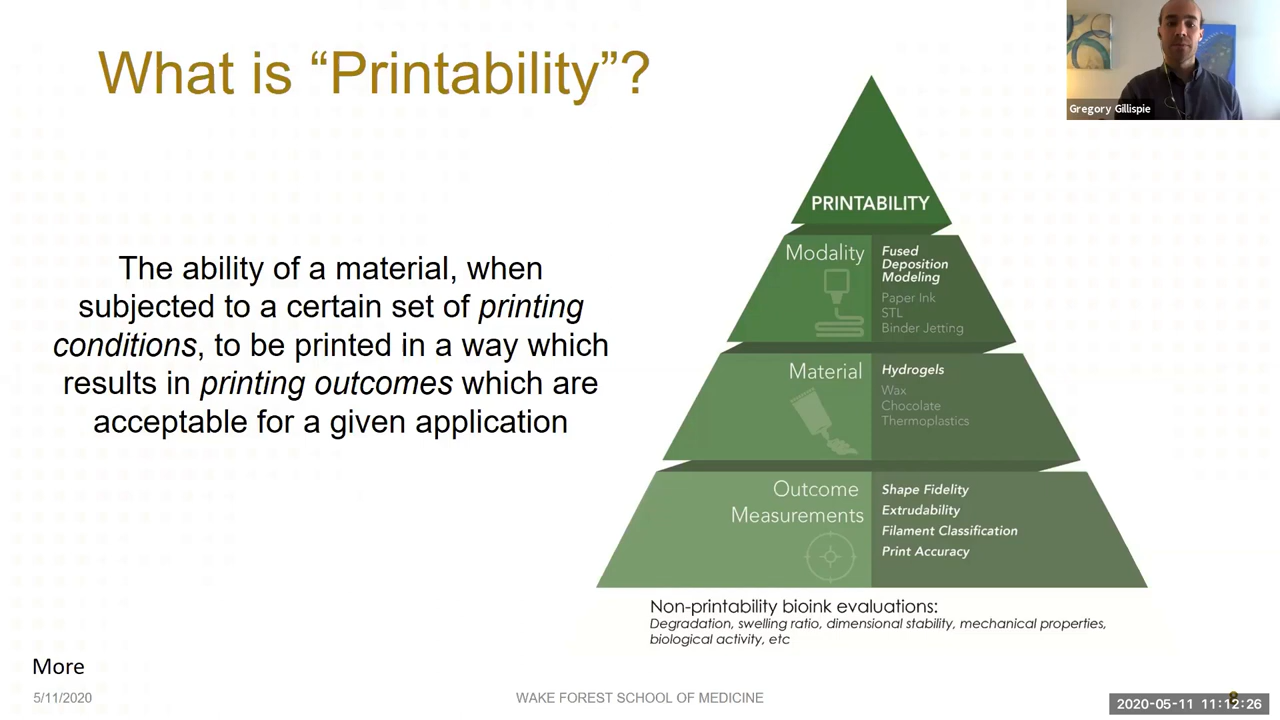 What is “Printability”?
Gregory Gillispie
The ability of a material, when
subjected to a certain set of printing
conditions, to be printed in a way which
results in printing outcomes which are
acceptable for a given application
PRINTABILITY
Modality
Fused
Deposition
Modeling
Paper Ink
STL
Binder Jetting
Material
Hydrogels
Wax
Chocolate
Thermoplastics
Outcome
Measurements
Shape Fidelity
Extrudability
Filament Classification
Print Accuracy
Non-printability bioink evaluations:
Degradation, swelling ratio, dimensional stability, mechanical properties,
biological activity, etc
More
5/11/2020
WAKE FOREST SCHOOL OF MEDICINE
8
2020-05-11 11:12:26